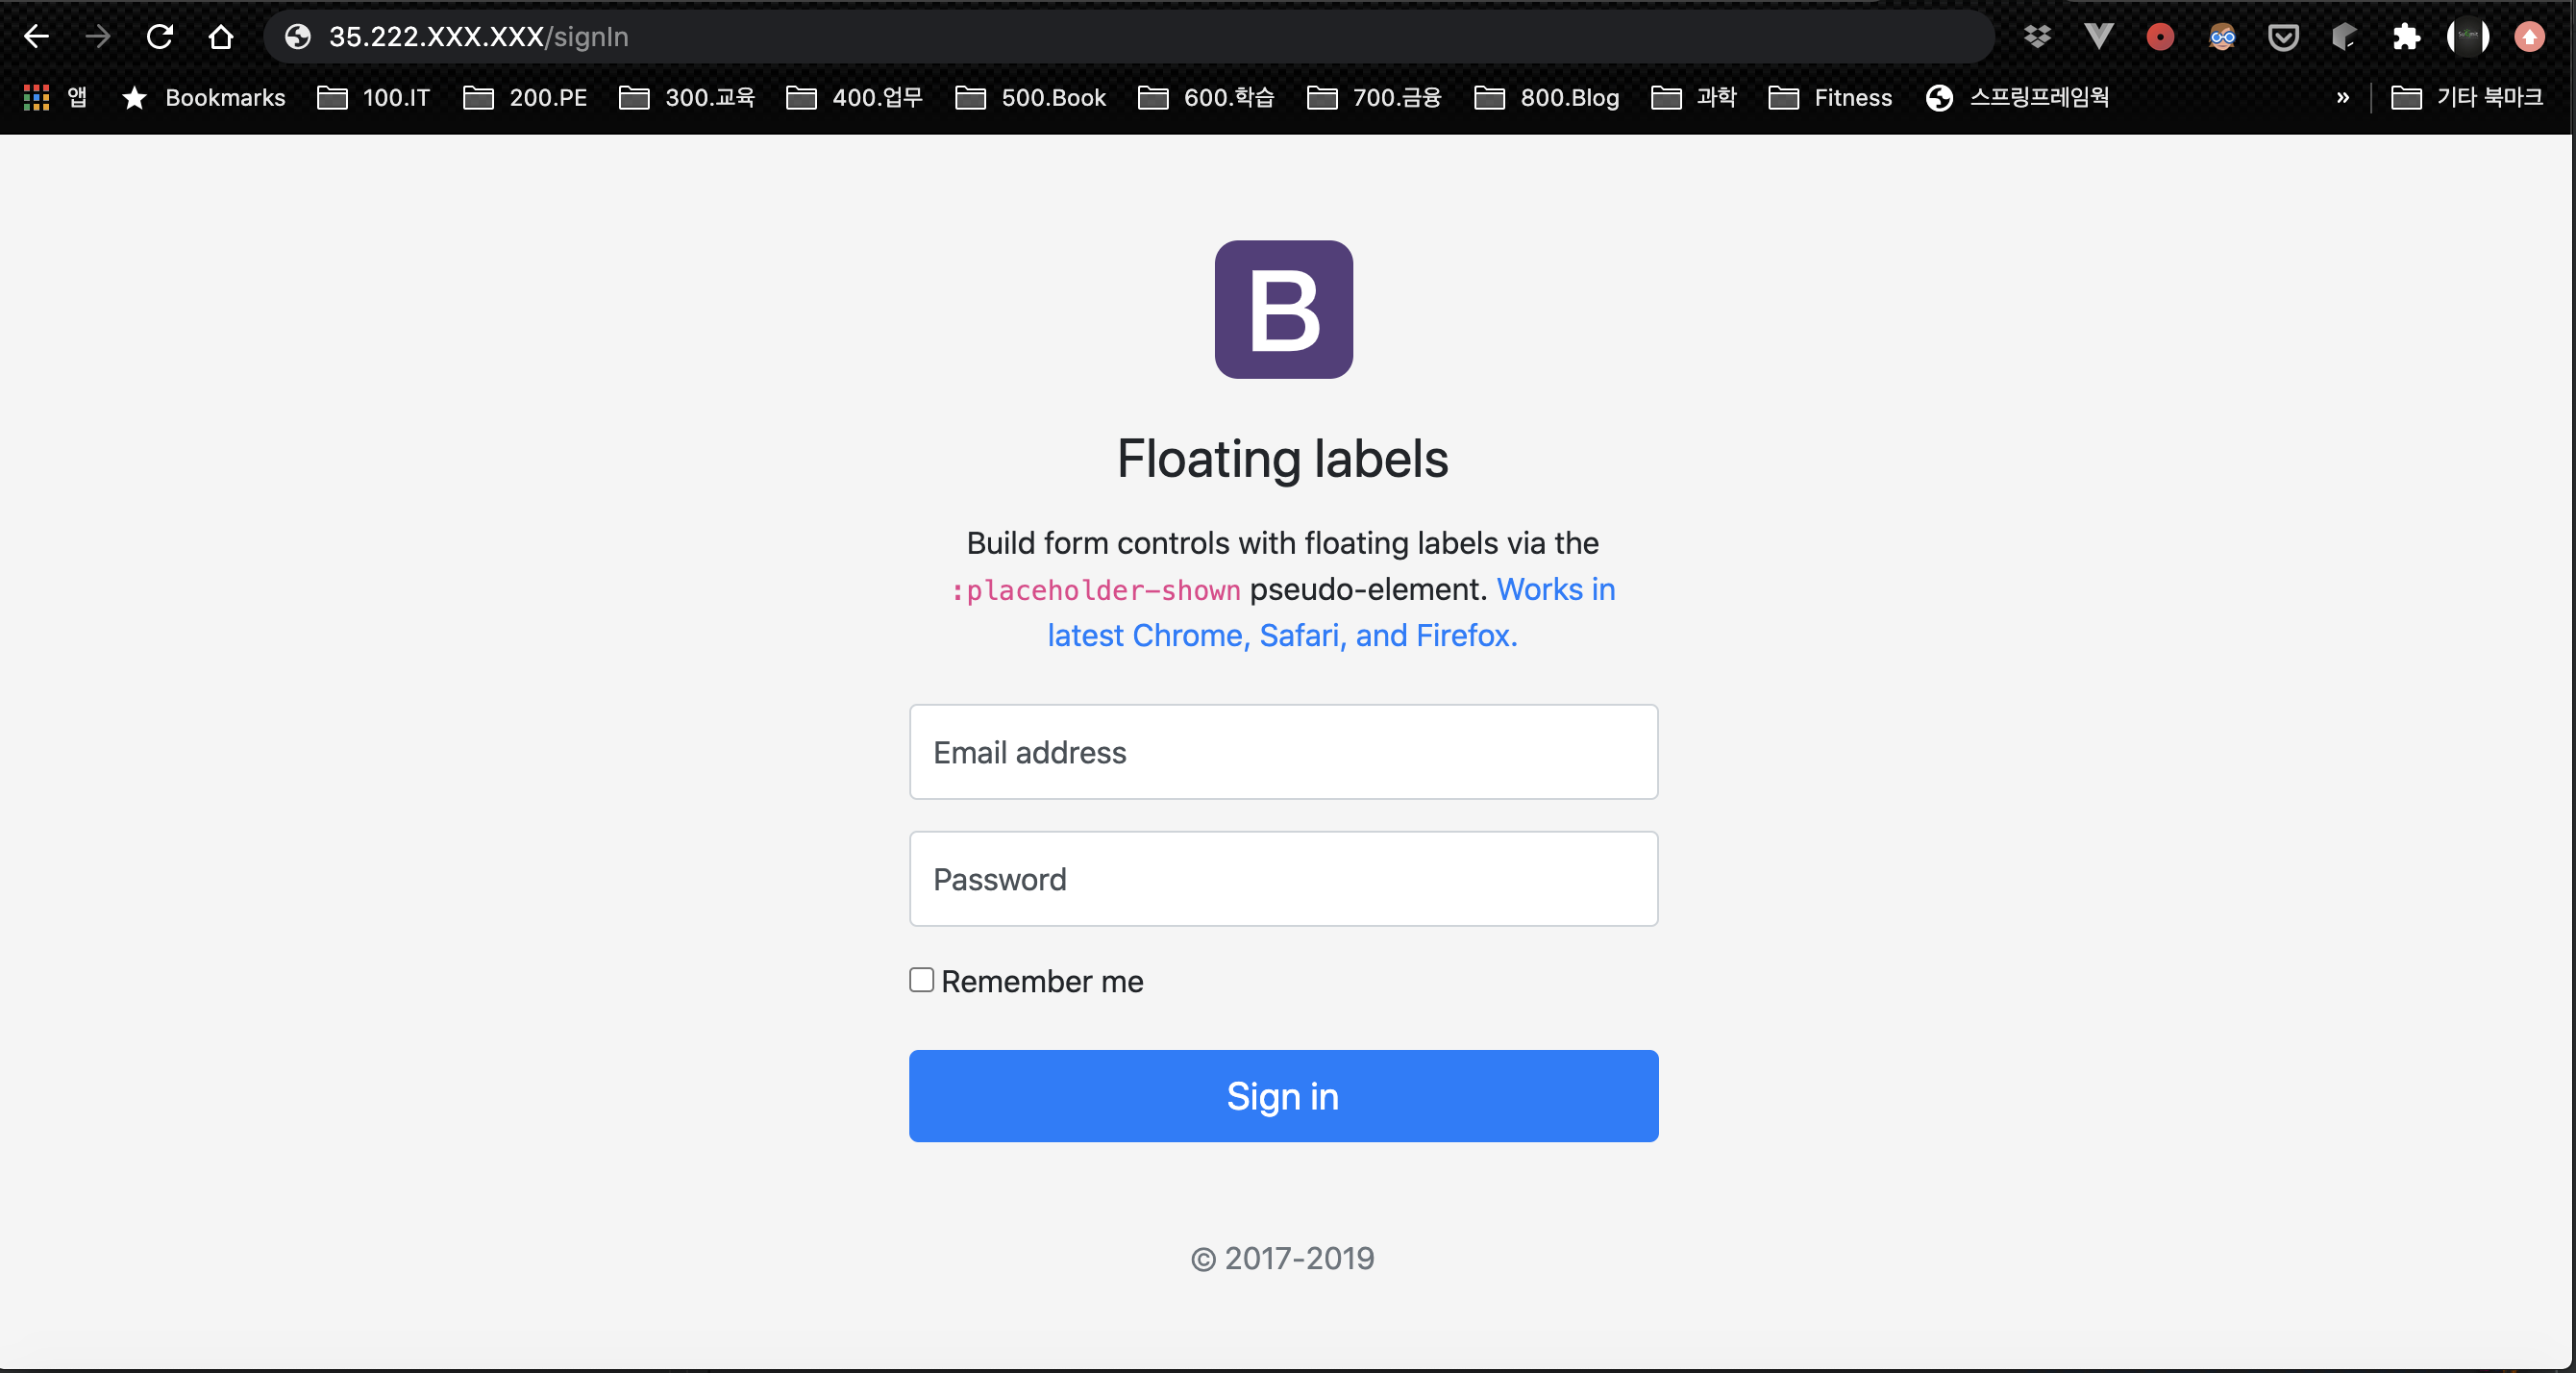 35.222.XXX.XXX/signIn
앱 Bookmarks 100.IT 200.PE 300.교육 400.업무 500.Book 600.학습 700.금융 800.Blog 과학 Fitness 스프링프레임웍 » 기타 북마크
B
Floating labels
Build form controls with floating labels via the
:placeholder-shown pseudo-element. Works in
latest Chrome, Safari, and Firefox.
Email address
Password
Remember me
Sign in
© 2017-2019